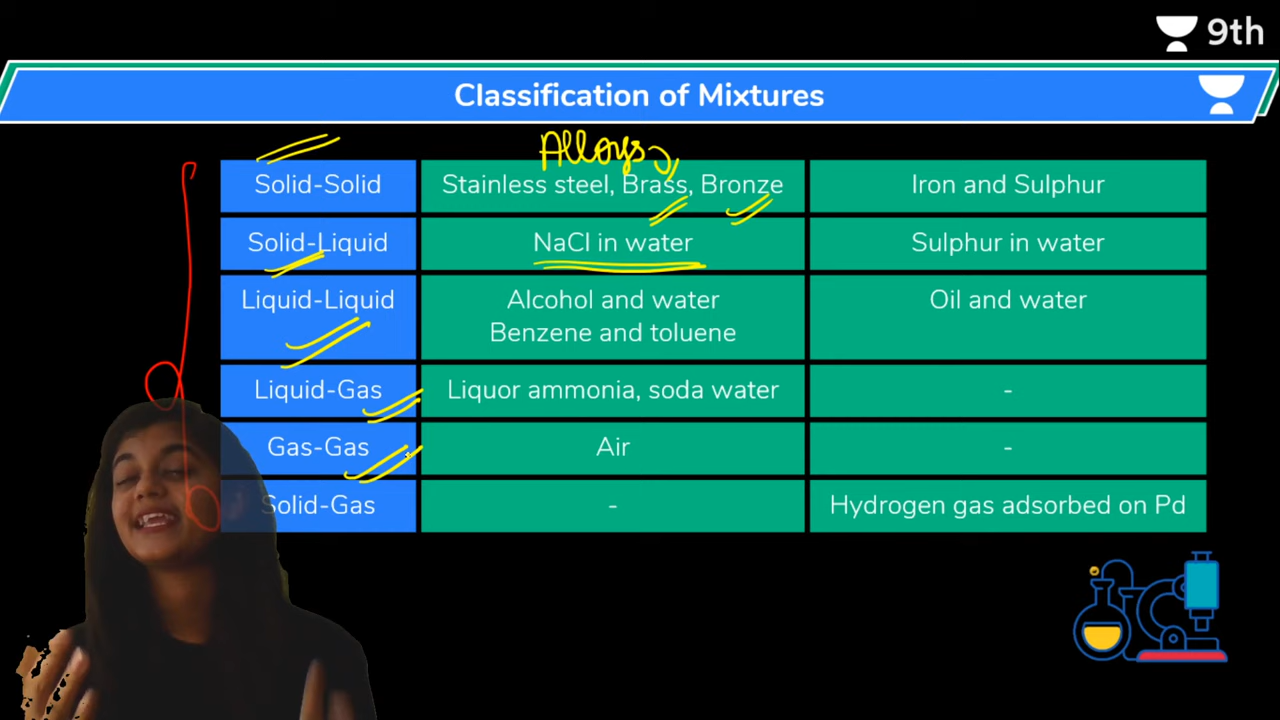 9th
Classification of Mixtures
Alloys
Solid-Solid Stainless steel, Brass, Bronze Iron and Sulphur
Solid-Liquid NaCl in water Sulphur in water
Liquid-Liquid Alcohol and water Oil and water
Benzene and toluene
Liquid-Gas Liquor ammonia, soda water -
Gas-Gas Air -
Solid-Gas - Hydrogen gas adsorbed on Pd